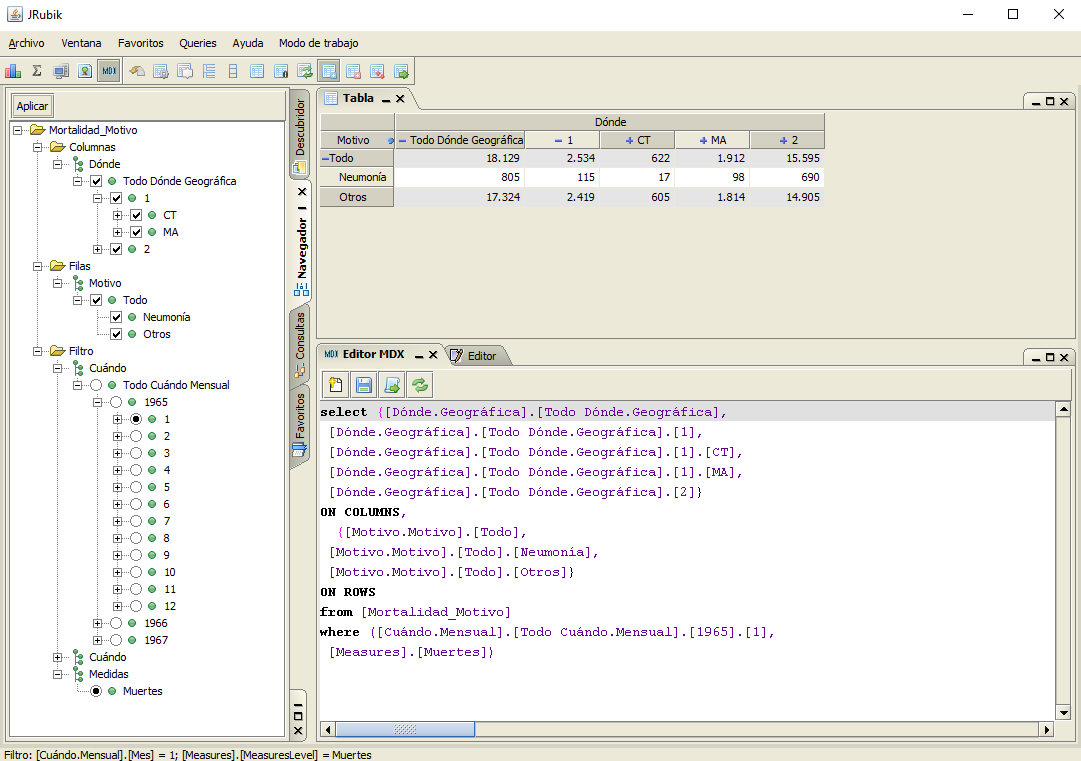 JRubik
Archivo Ventana Favoritos Queries Ayuda Modo de trabajo
MDX
Aplicar
Mortalidad_Motivo
Columnas
Dónde
Todo Dónde Geográfica
1
CT
MA
2
Filas
Motivo
Todo
Neumonía
Otros
Filtro
Cuándo
Todo Cuándo Mensual
1965
1
2
3
4
5
6
7
8
9
10
11
12
1966
1967
Cuándo
Medidas
Muertes
Descubridor
Navegador
Consultas
Favoritos
Tabla
Dónde
Motivo Todo Dónde Geográfica 1 CT MA 2
Todo 18.129 2.534 622 1.912 15.595
Neumonía 805 115 17 98 690
Otros 17.324 2.419 605 1.814 14.905
MDX Editor MDX Editor
select {[Dónde.Geográfica].[Todo Dónde.Geográfica],
[Dónde.Geográfica].[Todo Dónde.Geográfica].[1],
[Dónde.Geográfica].[Todo Dónde.Geográfica].[1].[CT],
[Dónde.Geográfica].[Todo Dónde.Geográfica].[1].[MA],
[Dónde.Geográfica].[Todo Dónde.Geográfica].[2]}
ON COLUMNS,
{[Motivo.Motivo].[Todo],
[Motivo.Motivo].[Todo].[Neumonía],
[Motivo.Motivo].[Todo].[Otros]}
ON ROWS
from [Mortalidad_Motivo]
where ([Cuándo.Mensual].[Todo Cuándo.Mensual].[1965].[1],
[Measures].[Muertes])
Filtro: [Cuándo.Mensual].[Mes] = 1; [Measures].[MeasuresLevel] = Muertes